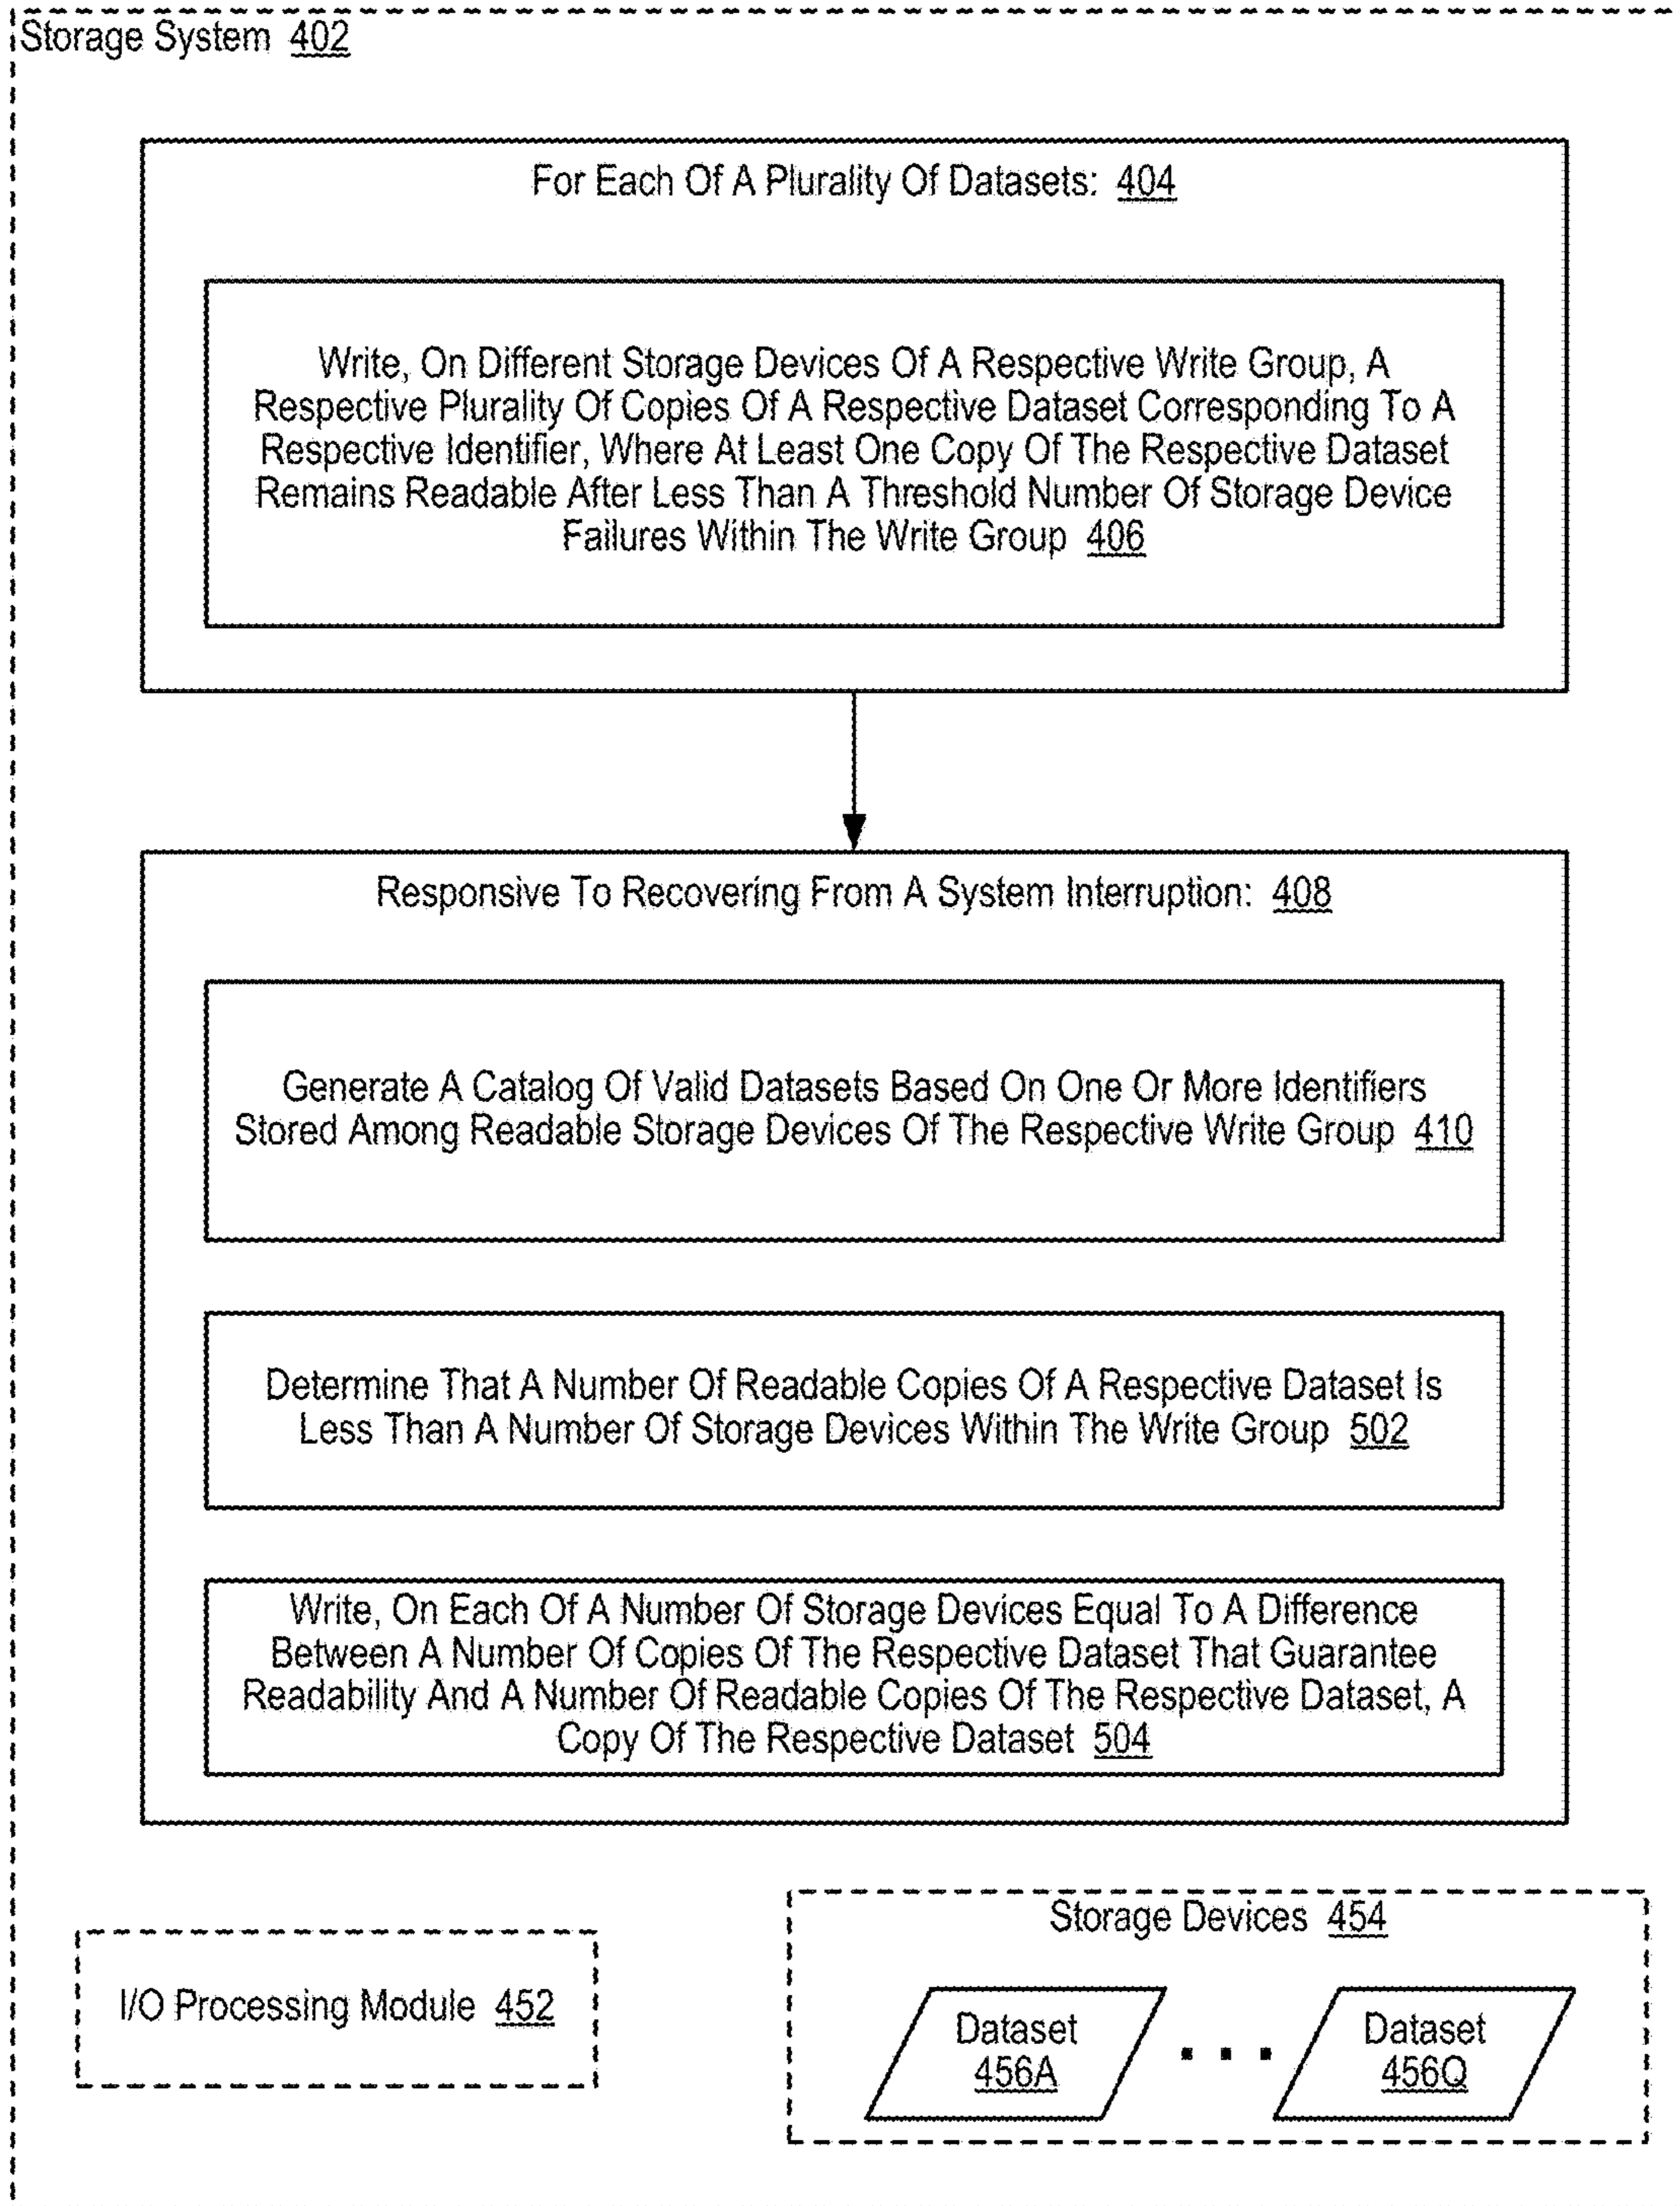 Storage System 402
For Each Of A Plurality Of Datasets: 404
Write, On Different Storage Devices Of A Respective Write Group, A
Respective Plurality Of Copies Of A Respective Dataset Corresponding To A
Respective Identifier, Where At Least One Copy Of The Respective Dataset
Remains Readable After Less Than A Threshold Number Of Storage Device
Failures Within The Write Group 406
Responsive To Recovering From A System Interruption: 408
Generate A Catalog Of Valid Datasets Based On One Or More Identifiers
Stored Among Readable Storage Devices Of The Respective Write Group 410
Determine That A Number Of Readable Copies Of A Respective Dataset Is
Less Than A Number Of Storage Devices Within The Write Group 502
Write, On Each Of A Number Of Storage Devices Equal To A Difference
Between A Number Of Copies Of The Respective Dataset That Guarantee
Readability And A Number Of Readable Copies Of The Respective Dataset, A
Copy Of The Respective Dataset 504
Storage Devices 454
I/O Processing Module 452
Dataset
456A
Dataset
456Q